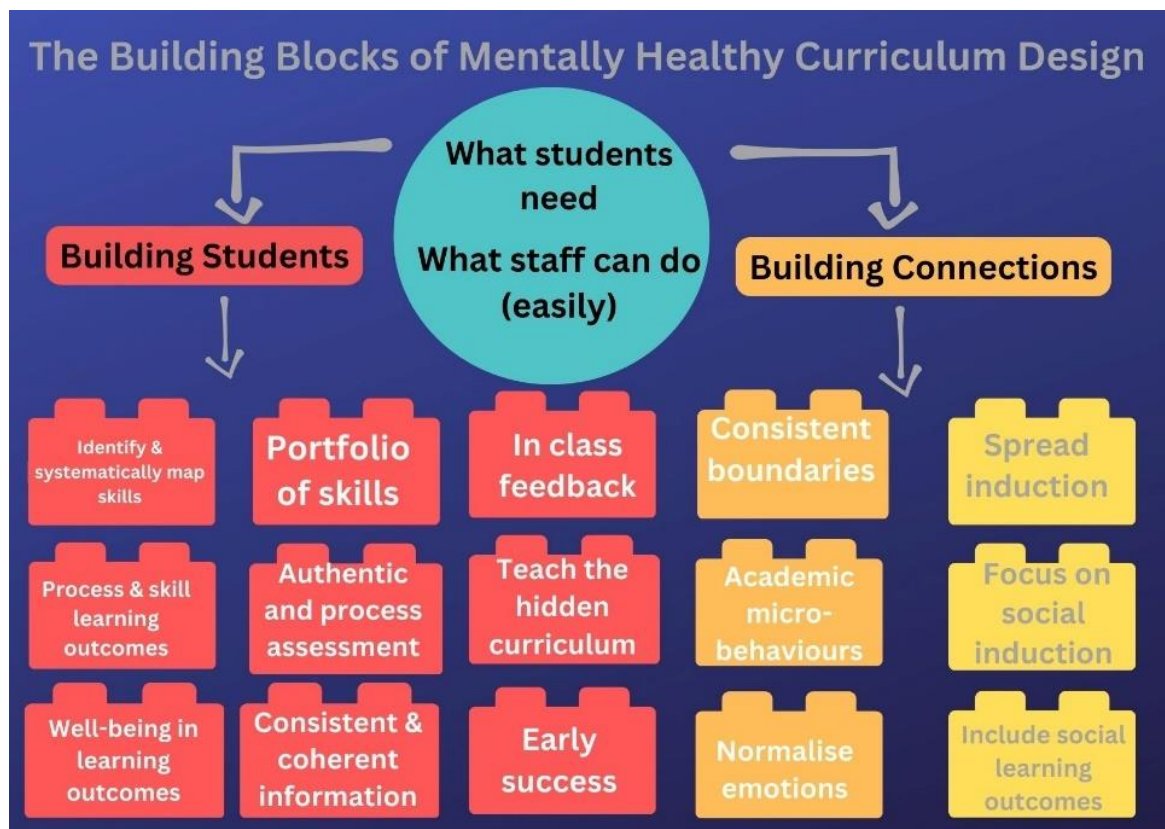 The Building Blocks of Mentally Healthy Curriculum Design
What students
need
What staff can do
(easily)
Building Students
Building Connections
Identify &
systematically map
skills
Portfolio
of skills
In class
feedback
Consistent
boundaries
Spread
induction
Process & skill
learning
outcomes
Authentic
and process
assessment
Teach the
hidden
curriculum
Academic
micro-
behaviours
Focus on
social
induction
Well-being in
learning
outcomes
Consistent &
coherent
information
Early
success
Normalise
emotions
Include social
learning
outcomes